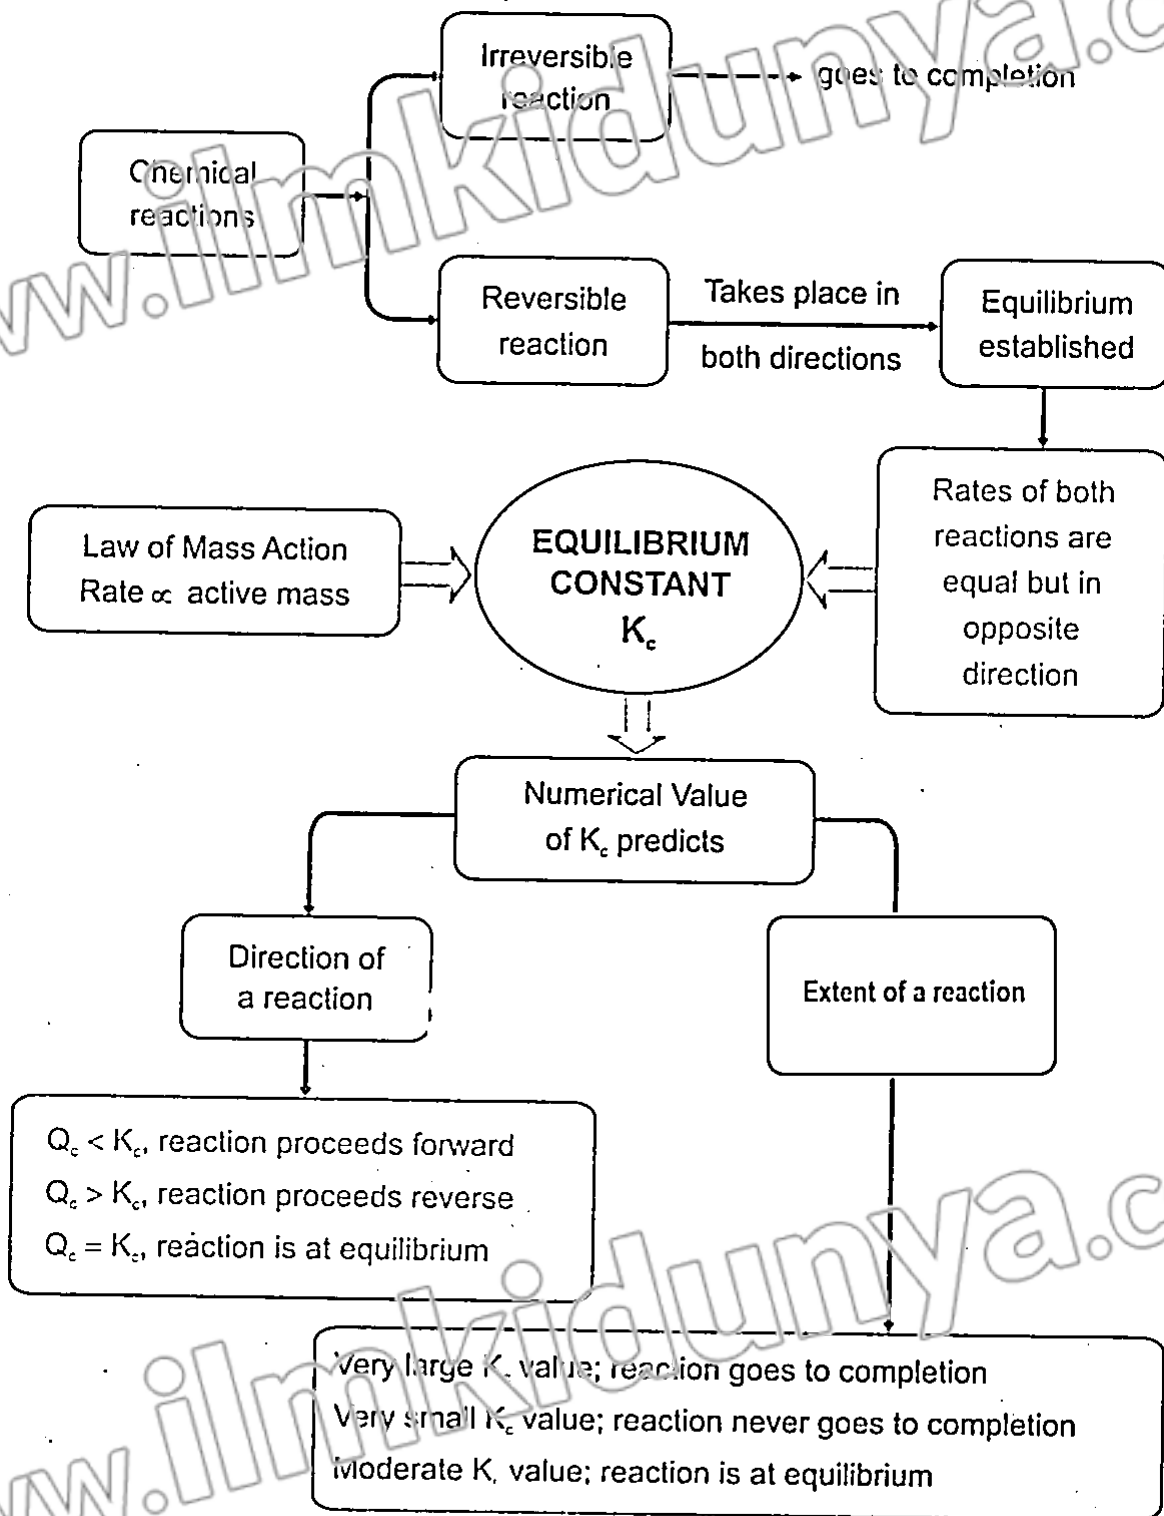 Irreversible
reaction
goes to completion
Chemical
reactions
Reversible
reaction
Takes place in
both directions
Equilibrium
established
Rates of both
reactions are
equal but in
opposite
direction
Law of Mass Action
Rate ∝ active mass
EQUILIBRIUM
CONSTANT
Kc
Numerical Value
of Kc predicts
Direction of
a reaction
Extent of a reaction
Qc < Kc, reaction proceeds forward
Qc > Kc, reaction proceeds reverse
Qc = Kc, reaction is at equilibrium
Very large Kc value; reaction goes to completion
Very small Kc value; reaction never goes to completion
Moderate Kc value; reaction is at equilibrium
w.ilmkidunya.c
w.ilmkidunya.c